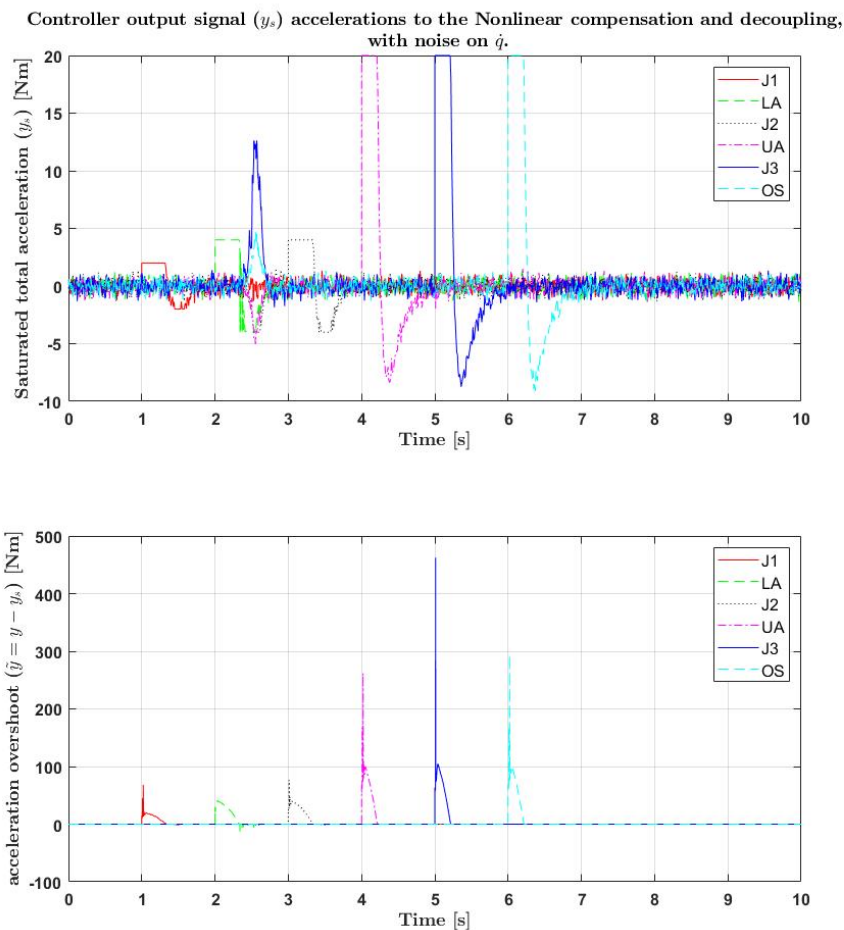 Controller output signal (yₛ) accelerations to the Nonlinear compensation and decoupling,
with noise on q̇.
Saturated total acceleration (yₛ) [Nm]
20
15
10
5
0
-5
-10
0 1 2 3 4 5 6 7 8 9 10
Time [s]
J1
LA
J2
UA
J3
OS
acceleration overshoot (ỹ = y − yₛ) [Nm]
500
400
300
200
100
0
-100
0 1 2 3 4 5 6 7 8 9 10
Time [s]
J1
LA
J2
UA
J3
OS